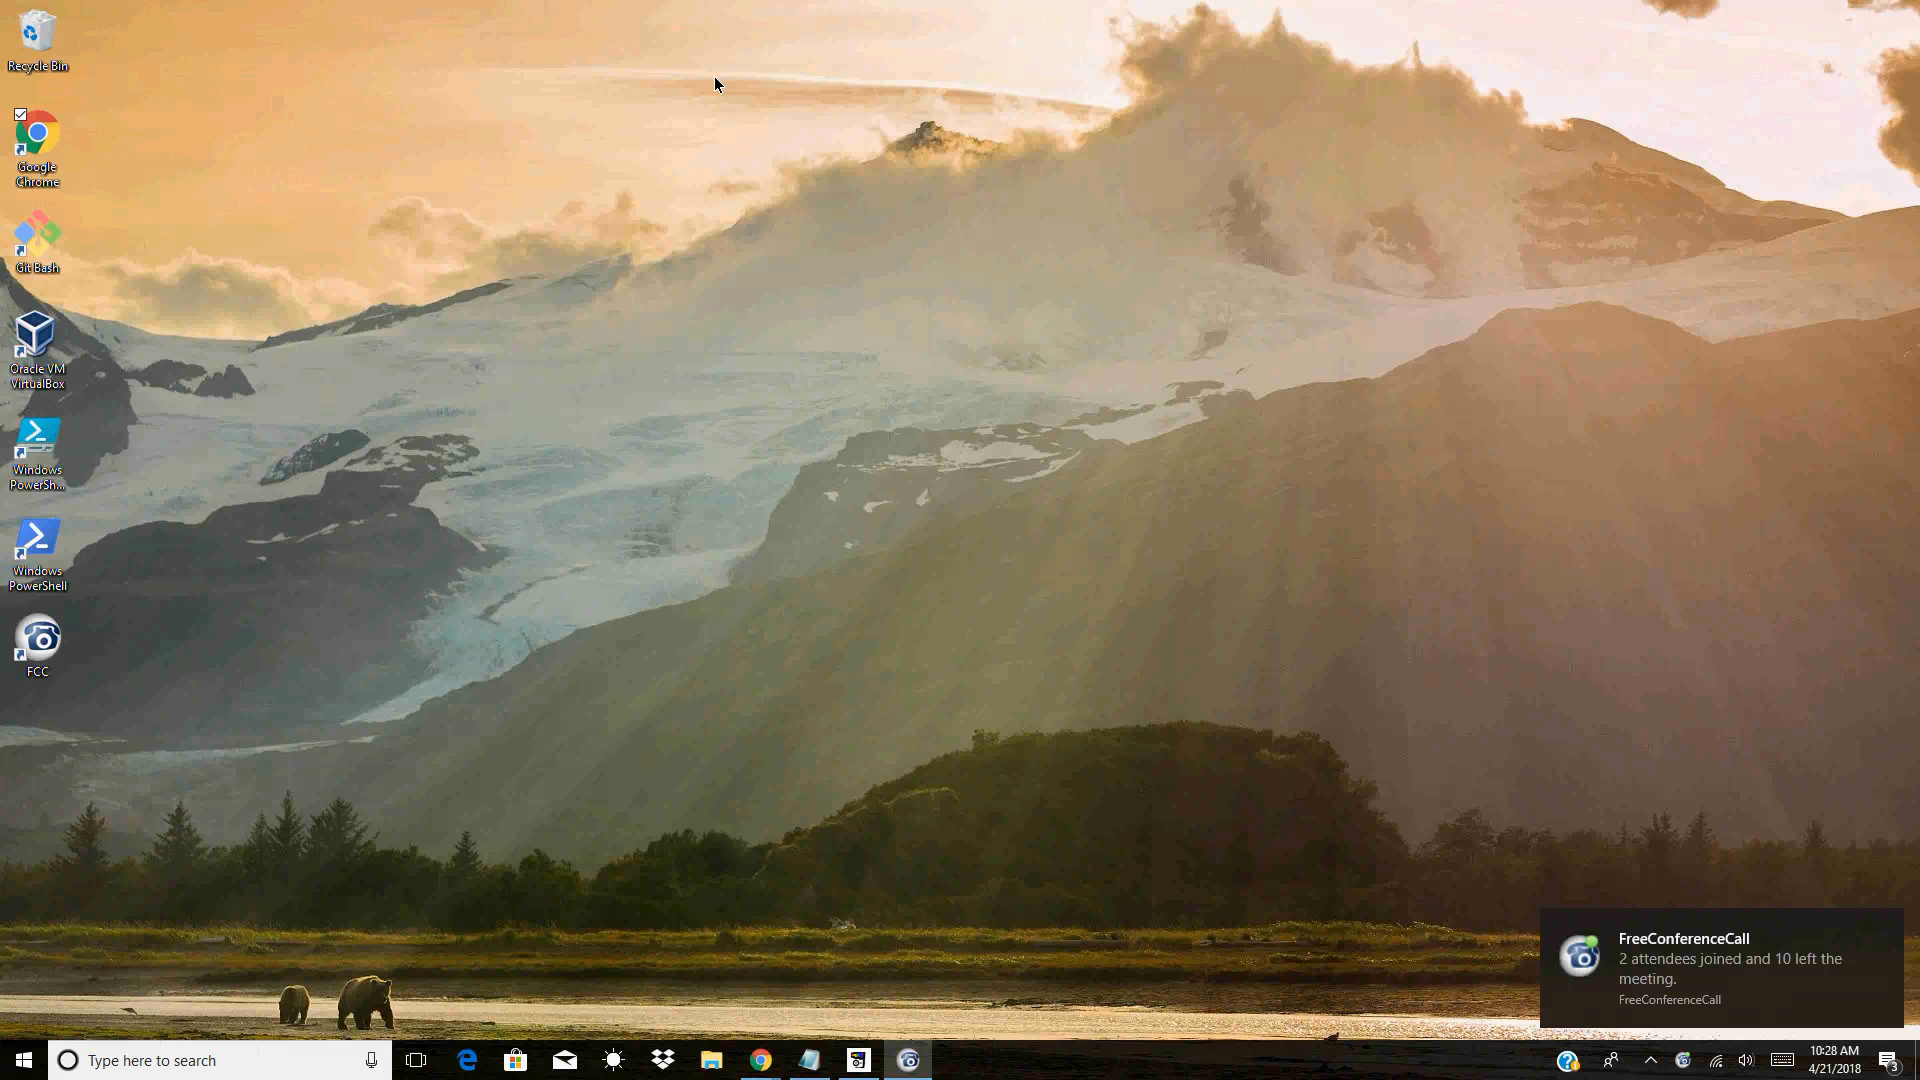 Recycle Bin
Google
Chrome
Git Bash
Oracle VM
VirtualBox
Windows
PowerSh...
Windows
PowerShell
FCC
FreeConferenceCall
2 attendees joined and 10 left the
meeting.
FreeConferenceCall
Type here to search
10:28 AM
4/21/2018
3